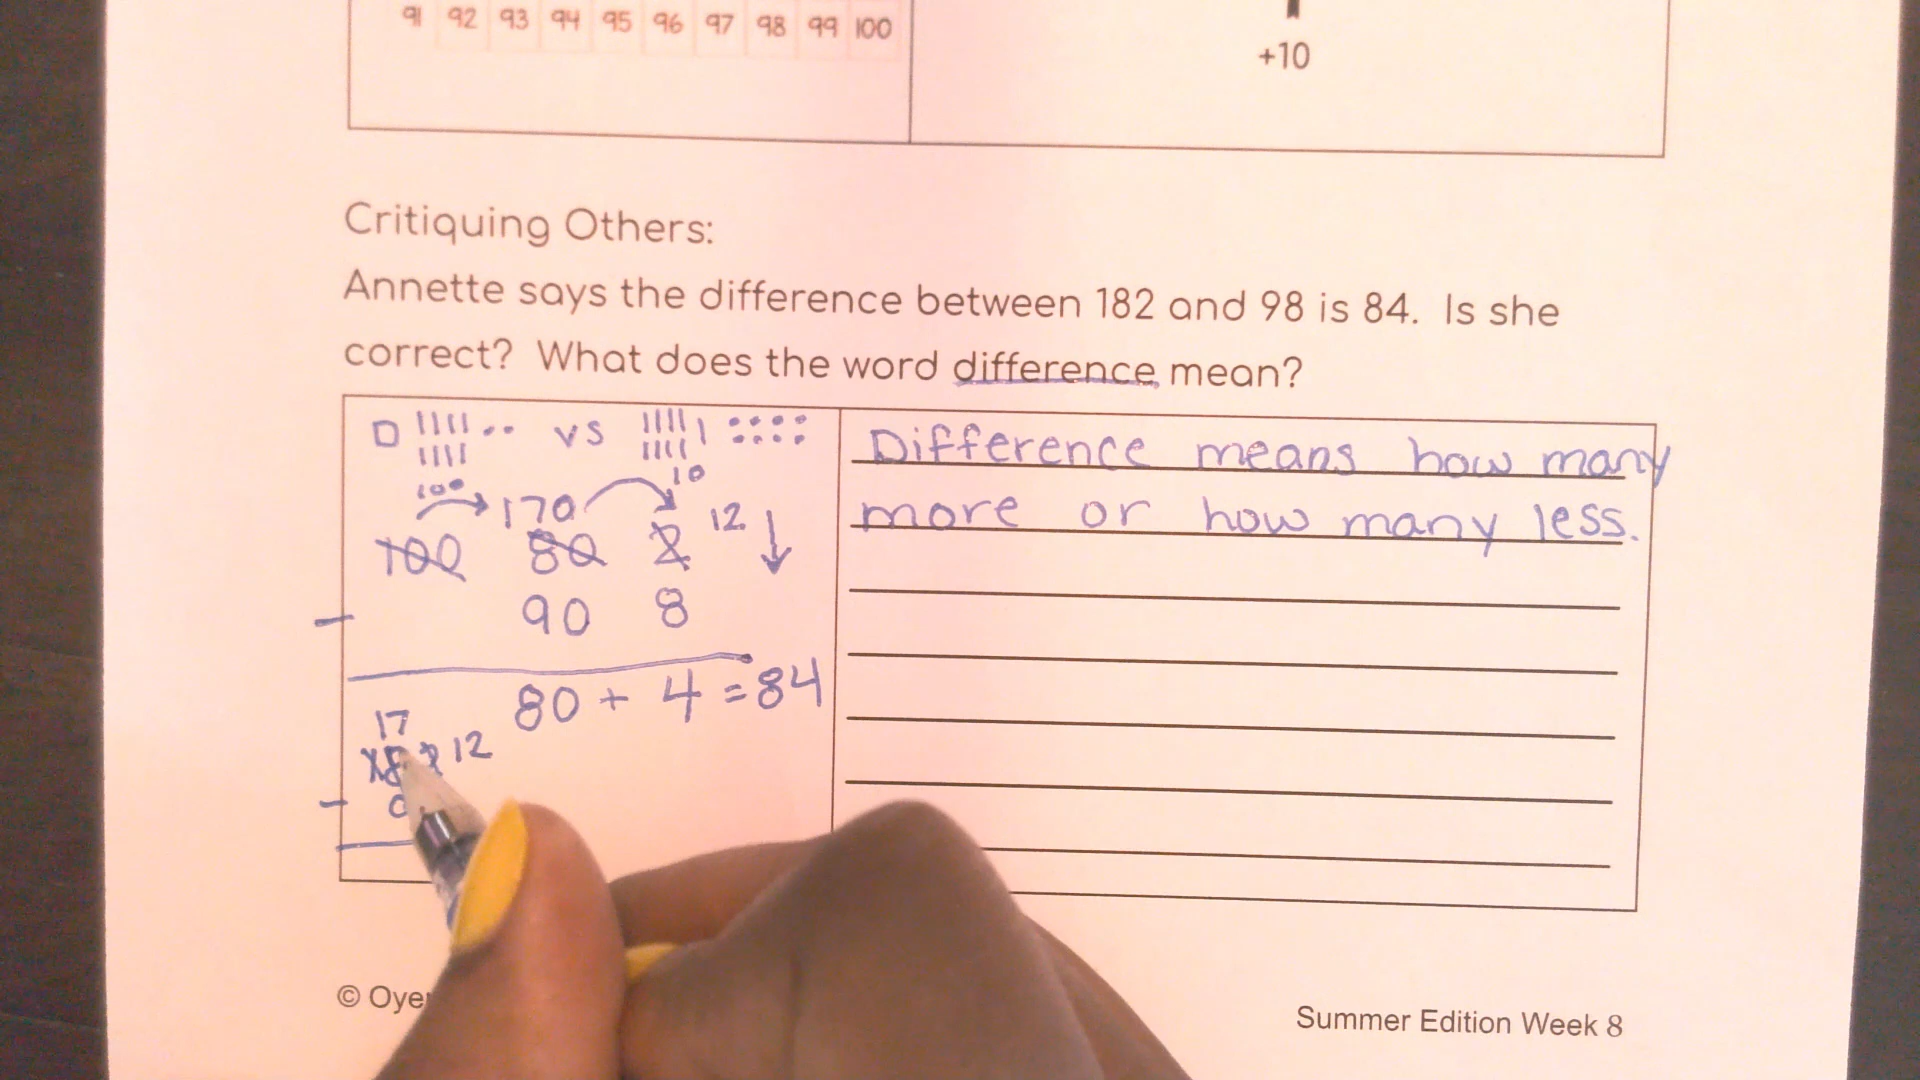 91 92 93 94 95 96 97 98 99 100
+10
Critiquing Others:
Annette says the difference between 182 and 98 is 84. Is she
correct? What does the word difference mean?
vs
100 10
170 12
100 80 2
- 90 8
80 + 4 = 84
17
12
-
Difference means how many
more or how many less.
©
Summer Edition Week 8